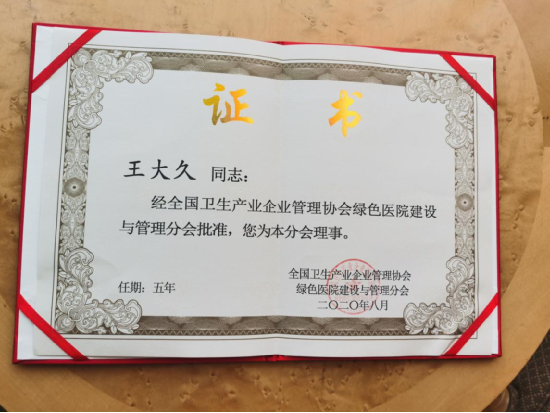 证书
王大久 同志：
经全国卫生产业企业管理协会绿色医院建设
与管理分会批准，您为本分会理事。
任期：五年
全国卫生产业企业管理协会
绿色医院建设与管理分会
二〇二〇年八月